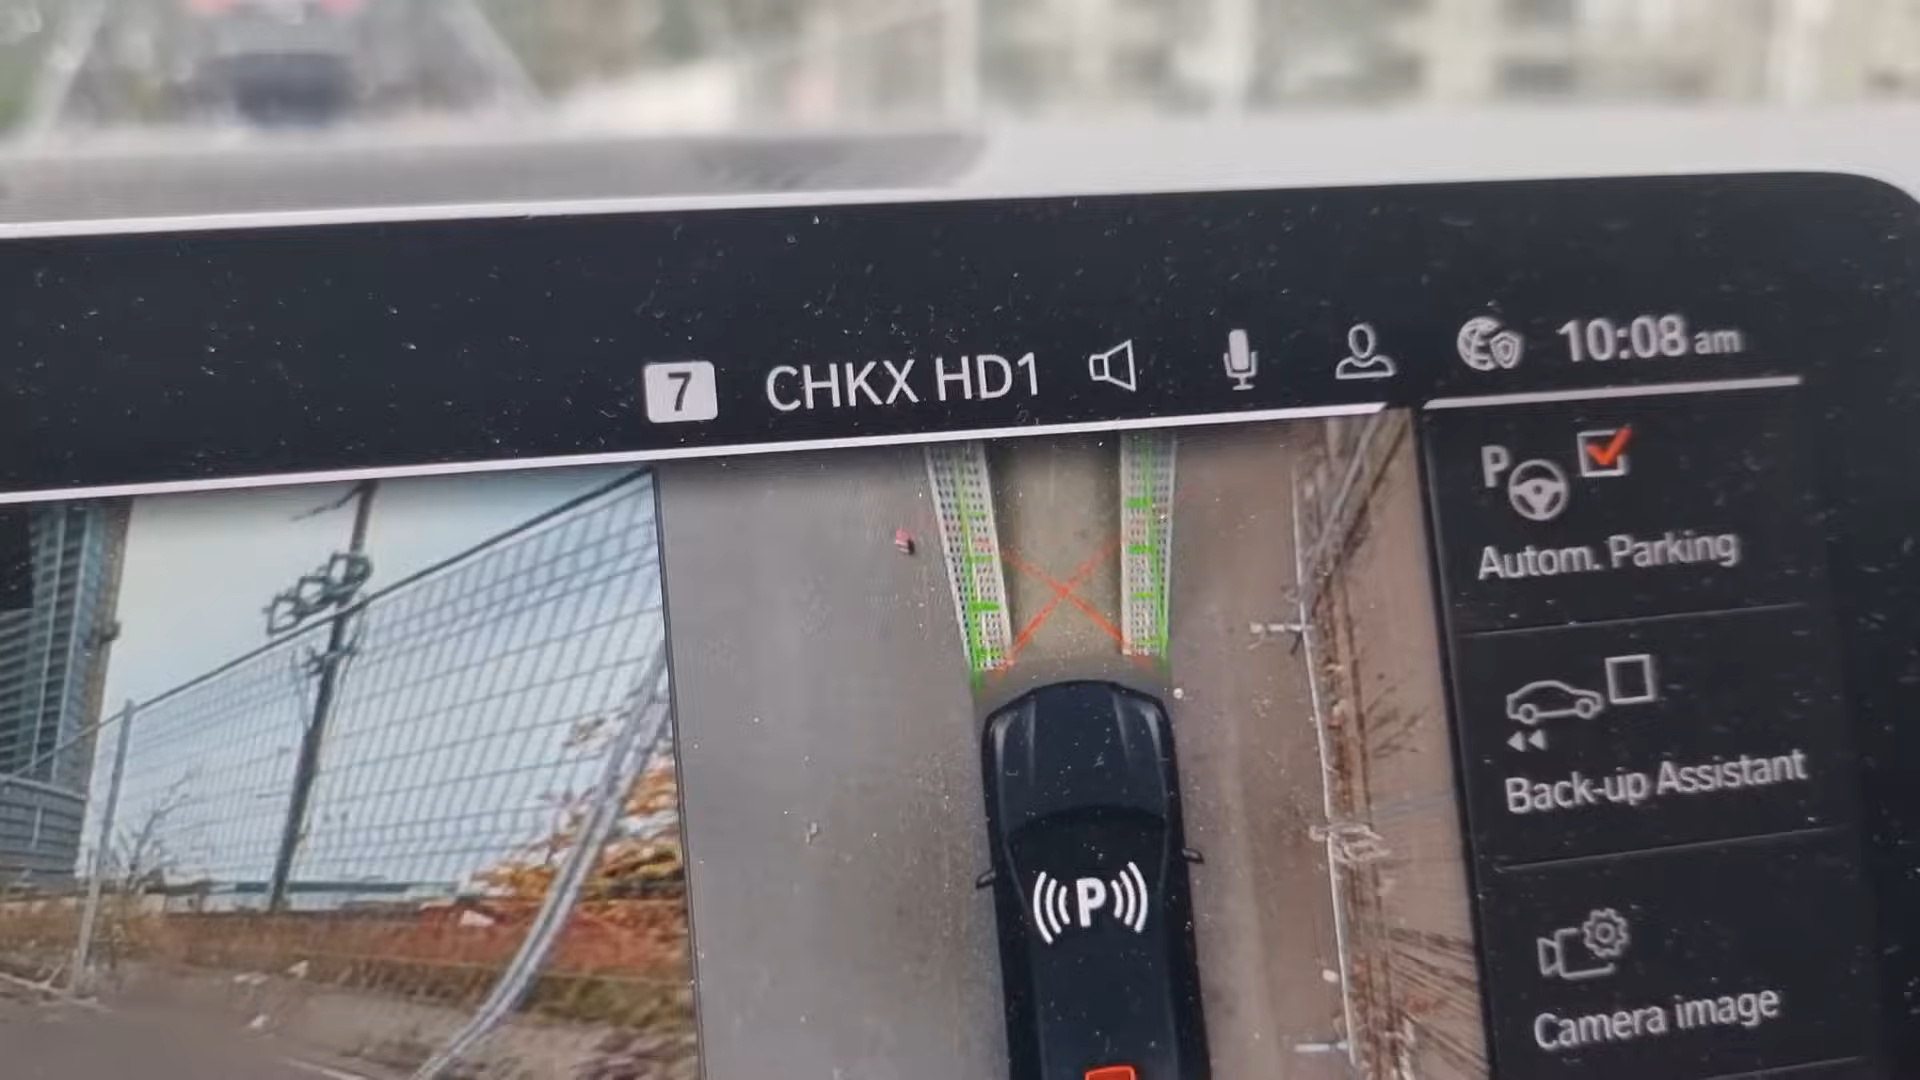 7 CHKX HD1 10:08 am
P
Autom. Parking
Back-up Assistant
P
Camera image